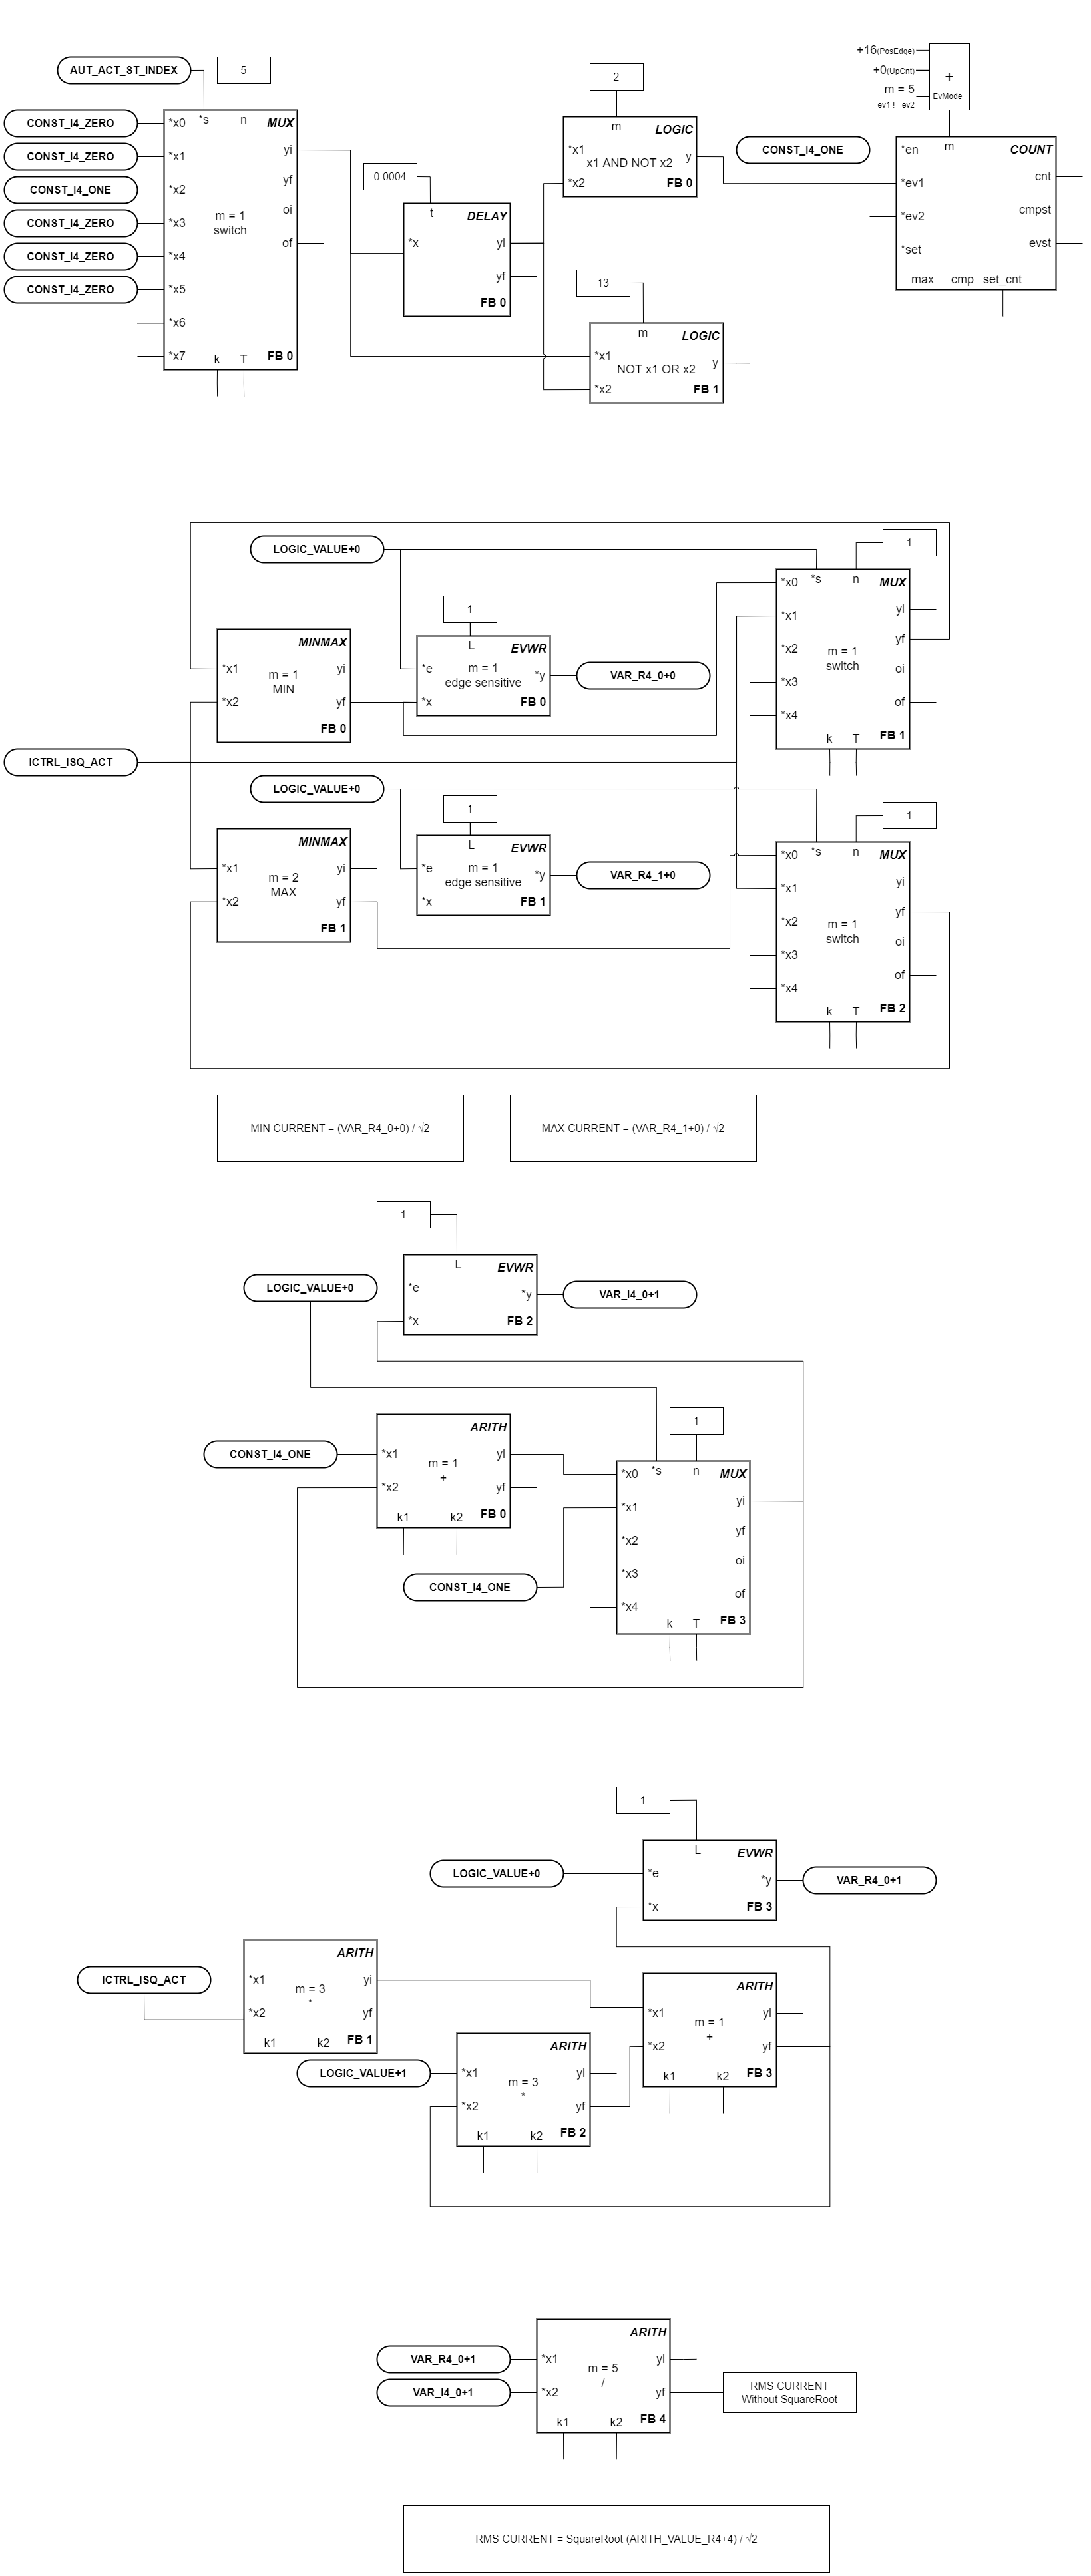 AUT_ACT_ST_INDEX
5
CONST_I4_ZERO
CONST_I4_ZERO
CONST_I4_ONE
CONST_I4_ZERO
CONST_I4_ZERO
CONST_I4_ZERO
*s
n
MUX
*x0
*x1
*x2
*x3
*x4
*x5
*x6
*x7
m = 1
switch
yi
yf
oi
of
k
T
FB 0
0.0004
t
DELAY
*x
yi
yf
FB 0
2
m
LOGIC
*x1
x1 AND NOT x2
*x2
y
FB 0
13
m
LOGIC
*x1
NOT x1 OR x2
*x2
y
FB 1
+16(PosEdge)
+0(UpCnt)
m = 5
ev1 != ev2
+
EvMode
CONST_I4_ONE
m
COUNT
*en
*ev1
*ev2
*set
cnt
cmpst
evst
max
cmp
set_cnt
LOGIC_VALUE+0
1
MINMAX
*x1
*x2
m = 1
MIN
yi
yf
FB 0
1
L
EVWR
*e
*x
m = 1
edge sensitive
*y
FB 0
VAR_R4_0+0
*s
n
MUX
*x0
*x1
*x2
*x3
*x4
m = 1
switch
yi
yf
oi
of
k
T
FB 1
ICTRL_ISQ_ACT
LOGIC_VALUE+0
1
MINMAX
*x1
*x2
m = 2
MAX
yi
yf
FB 1
1
L
EVWR
*e
*x
m = 1
edge sensitive
*y
FB 1
VAR_R4_1+0
*s
n
MUX
*x0
*x1
*x2
*x3
*x4
m = 1
switch
yi
yf
oi
of
k
T
FB 2
MIN CURRENT = (VAR_R4_0+0) / √2
MAX CURRENT = (VAR_R4_1+0) / √2
1
LOGIC_VALUE+0
L
EVWR
*e
*x
*y
FB 2
VAR_I4_0+1
CONST_I4_ONE
ARITH
*x1
*x2
m = 1
+
yi
yf
FB 0
k1
k2
CONST_I4_ONE
1
*s
n
MUX
*x0
*x1
*x2
*x3
*x4
yi
yf
oi
of
k
T
FB 3
1
LOGIC_VALUE+0
L
EVWR
*e
*x
*y
FB 3
VAR_R4_0+1
ICTRL_ISQ_ACT
ARITH
*x1
*x2
m = 3
*
yi
yf
FB 1
k1
k2
LOGIC_VALUE+1
ARITH
*x1
*x2
m = 3
*
yi
yf
FB 2
k1
k2
ARITH
*x1
*x2
m = 1
+
yi
yf
FB 3
k1
k2
VAR_R4_0+1
VAR_I4_0+1
ARITH
*x1
*x2
m = 5
/
yi
yf
FB 4
k1
k2
RMS CURRENT
Without SquareRoot
RMS CURRENT = SquareRoot (ARITH_VALUE_R4+4) / √2